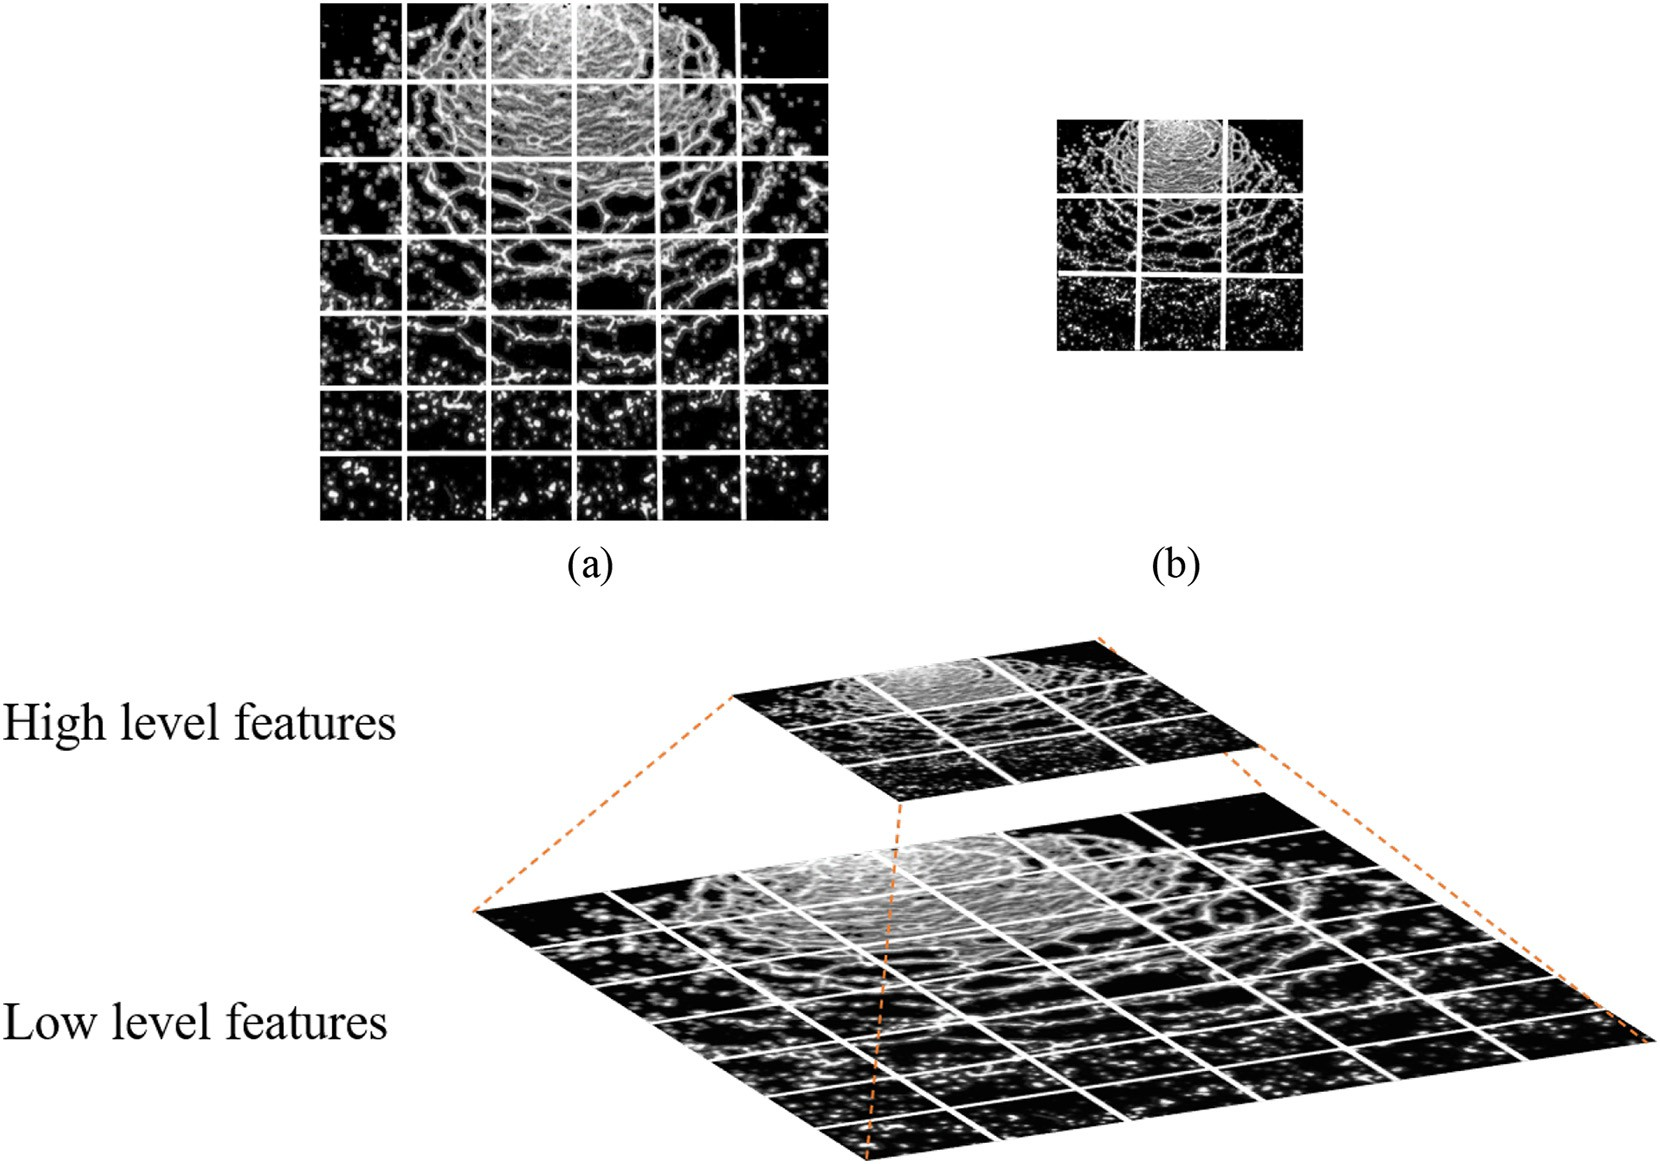 (a)
(b)
High level features
Low level features